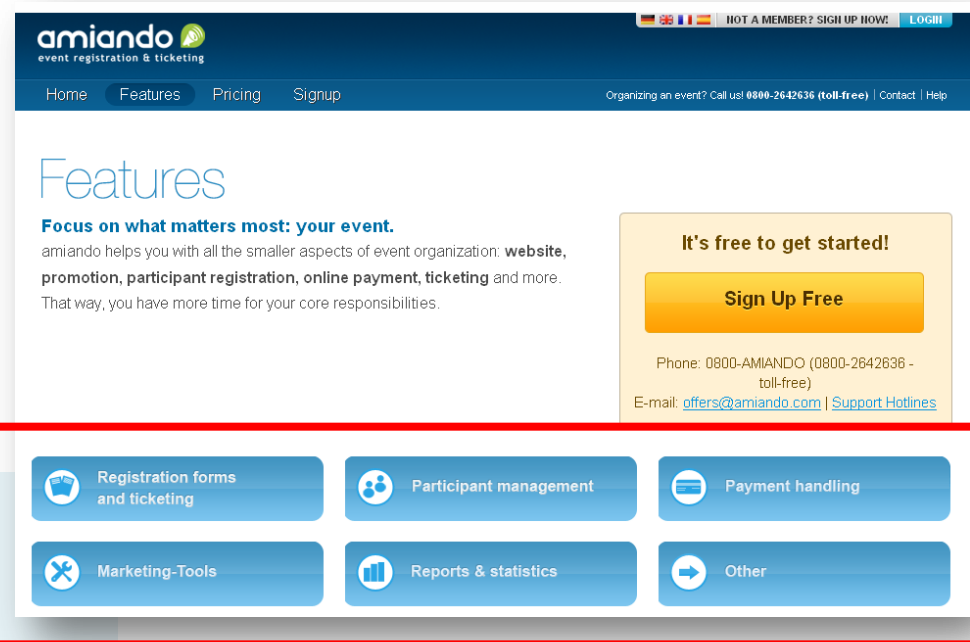 NOT A MEMBER? SIGN UP NOW! LOGIN
amiando
event registration & ticketing
Home Features Pricing Signup
Organizing an event? Call us! 0800-2642636 (toll-free) | Contact | Help
Features
Focus on what matters most: your event.
amiando helps you with all the smaller aspects of event organization: website,
promotion, participant registration, online payment, ticketing and more.
That way, you have more time for your core responsibilities.
It's free to get started!
Sign Up Free
Phone: 0800-AMIANDO (0800-2642636 -
toll-free)
E-mail: offers@amiando.com | Support Hotlines
Registration forms
and ticketing
Participant management
Payment handling
Marketing-Tools
Reports & statistics
Other